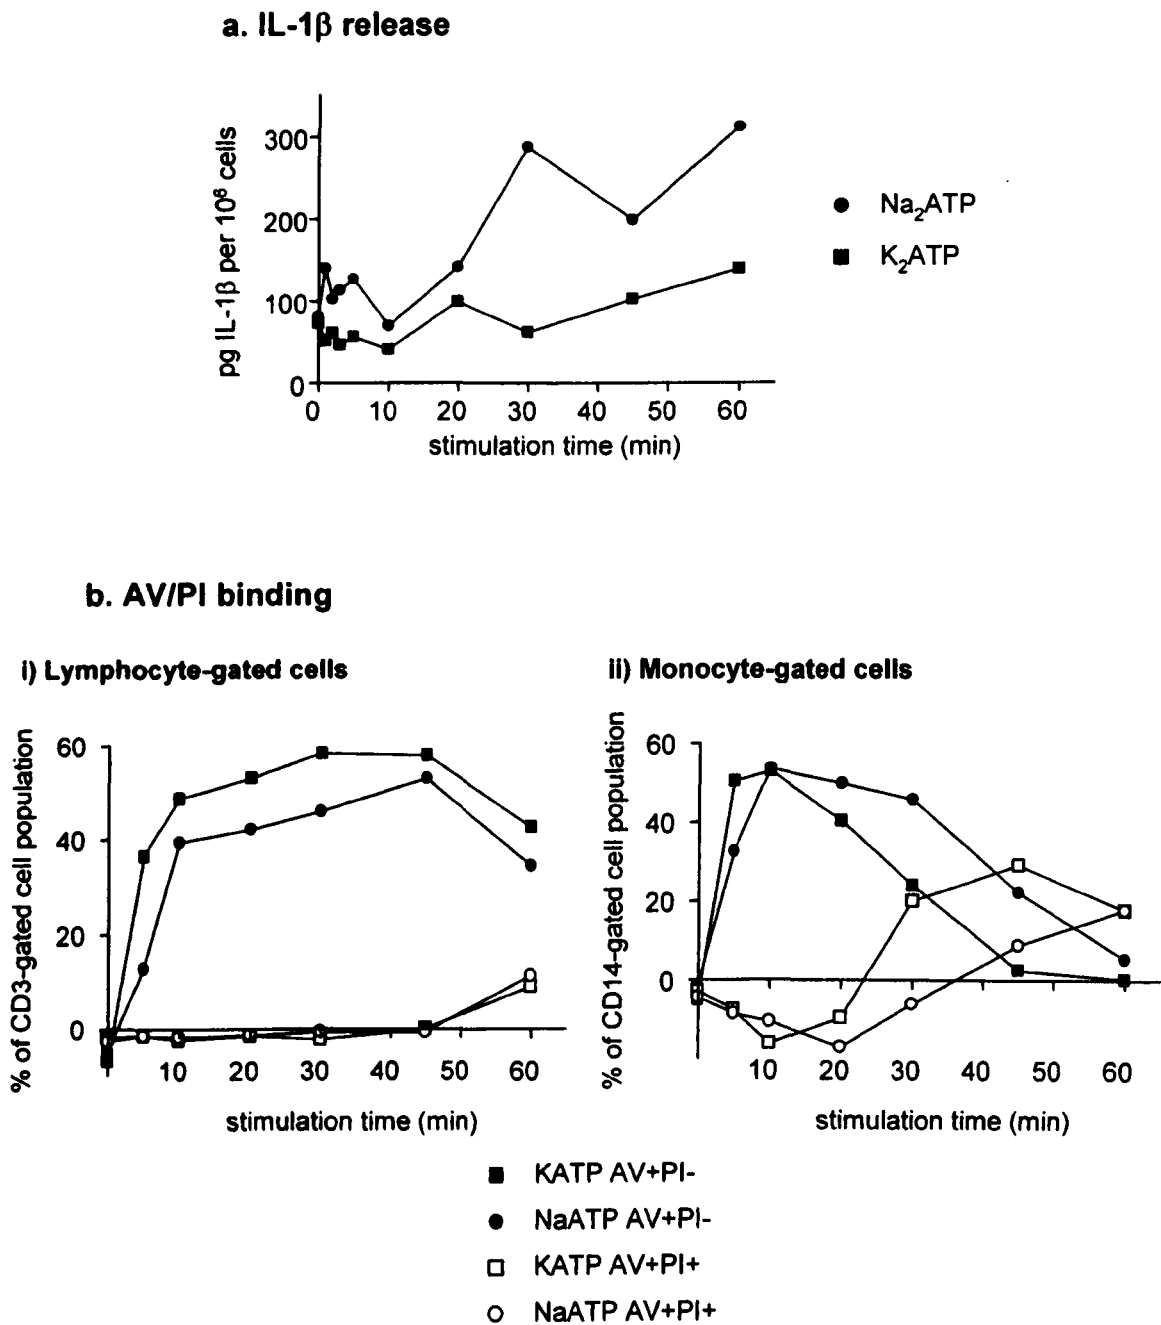 a. IL-1β release
pg IL-1β per 10⁶ cells
300
200
100
0
0 10 20 30 40 50 60
stimulation time (min)
Na₂ATP
K₂ATP
b. AV/PI binding
i) Lymphocyte-gated cells
% of CD3-gated cell population
60
40
20
0
10 20 30 40 50 60
stimulation time (min)
ii) Monocyte-gated cells
% of CD14-gated cell population
60
40
20
0
10 20 30 40 50 60
stimulation time (min)
KATP AV+PI-
NaATP AV+PI-
KATP AV+PI+
NaATP AV+PI+